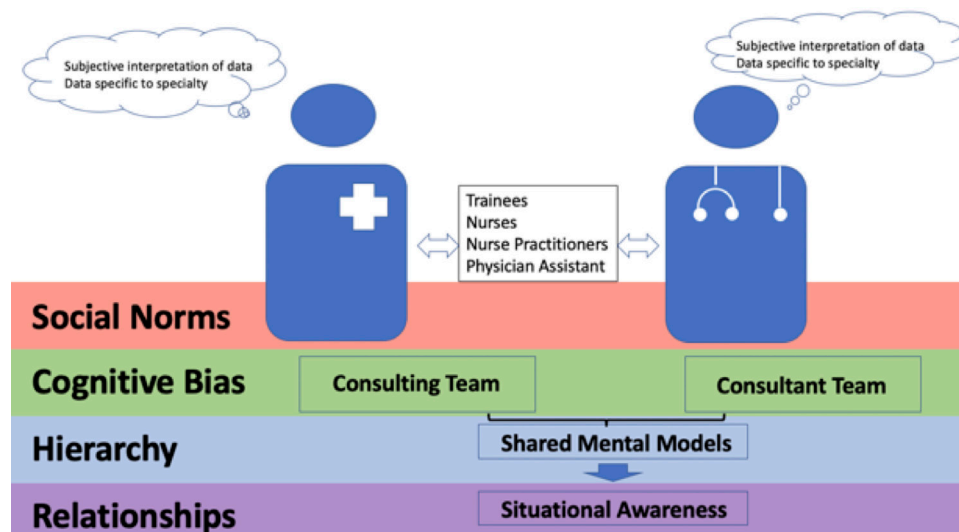 Subjective interpretation of data
Data specific to specialty
Subjective interpretation of data
Data specific to specialty
Trainees
Nurses
Nurse Practitioners
Physician Assistant
Social Norms
Cognitive Bias
Consulting Team
Consultant Team
Hierarchy
Shared Mental Models
Relationships
Situational Awareness